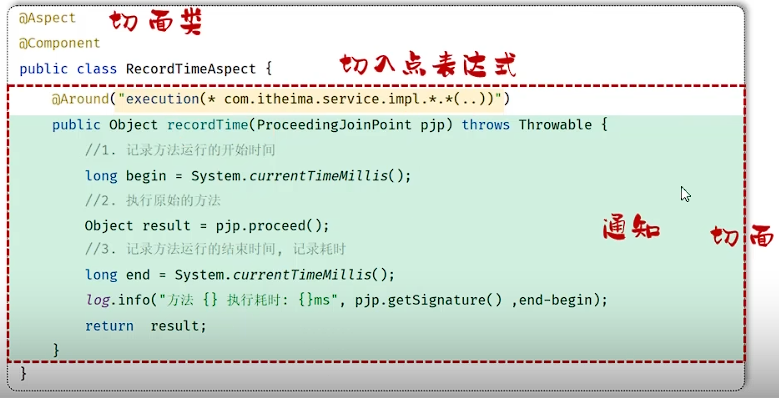 @Aspect 切面类
@Component
public class RecordTimeAspect { 切入点表达式
@Around("execution(* com.itheima.service.impl.*.*(..))")
public Object recordTime(ProceedingJoinPoint pjp) throws Throwable {
//1. 记录方法运行的开始时间
long begin = System.currentTimeMillis();
//2. 执行原始的方法
Object result = pjp.proceed(); 通知 切面
//3. 记录方法运行的结束时间, 记录耗时
long end = System.currentTimeMillis();
log.info("方法 {} 执行耗时: {}ms", pjp.getSignature() ,end-begin);
return result;
}
}